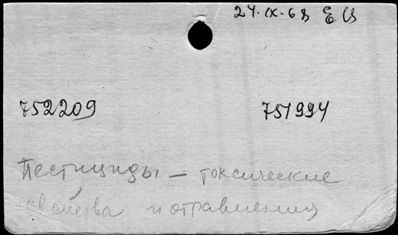 24-IX-68
752209 751994
Пестициды — токсические
свойства и отравления